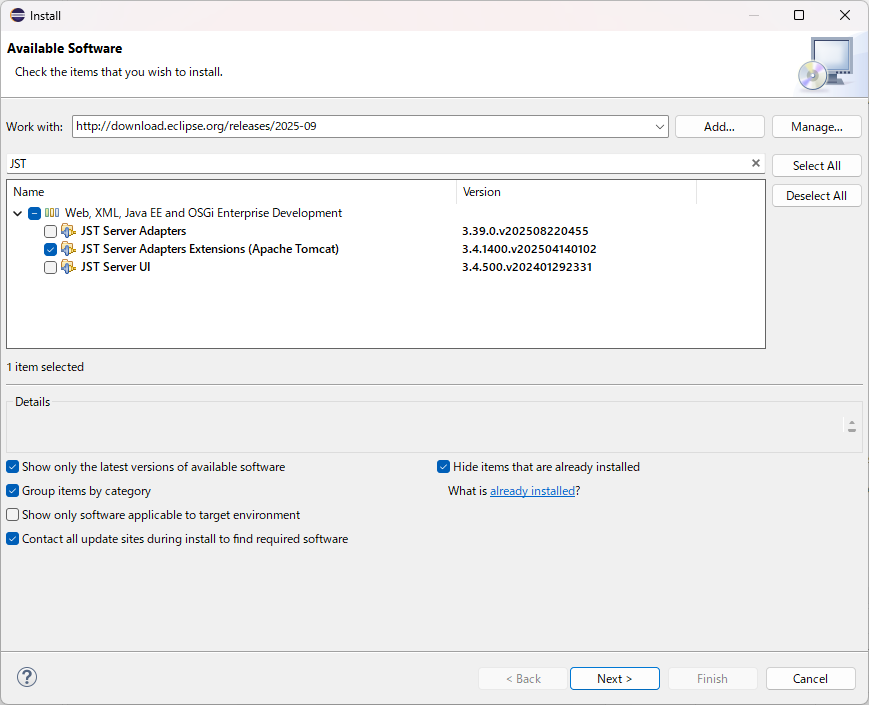 Install
Available Software
Check the items that you wish to install.
Work with: http://download.eclipse.org/releases/2025-09 Add... Manage...
JST Select All
Name Version Deselect All
Web, XML, Java EE and OSGi Enterprise Development
JST Server Adapters 3.39.0.v202508220455
JST Server Adapters Extensions (Apache Tomcat) 3.4.1400.v202504140102
JST Server UI 3.4.500.v202401292331
1 item selected
Details
Show only the latest versions of available software Hide items that are already installed
Group items by category What is already installed?
Show only software applicable to target environment
Contact all update sites during install to find required software
? < Back Next > Finish Cancel